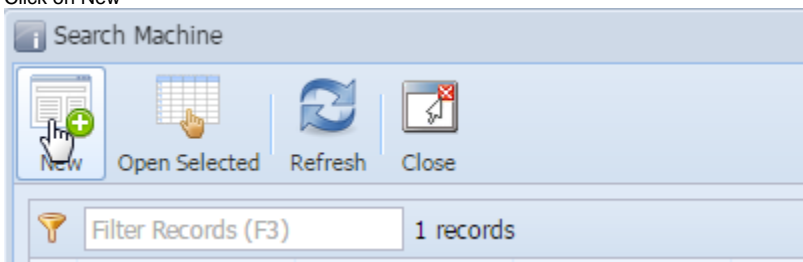 Click on New
Search Machine
New Open Selected Refresh Close
Filter Records (F3) 1 records